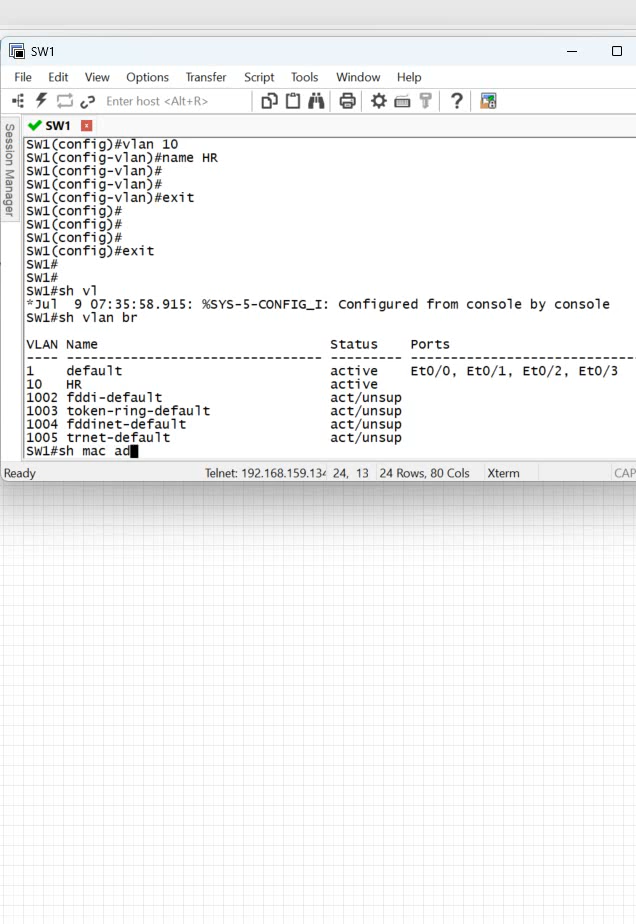 SW1
File Edit View Options Transfer Script Tools Window Help
Enter host <Alt+R>
Session Manager
SW1
SW1(config)#vlan 10
SW1(config-vlan)#name HR
SW1(config-vlan)#
SW1(config-vlan)#
SW1(config-vlan)#exit
SW1(config)#
SW1(config)#
SW1(config)#
SW1(config)#exit
SW1#
SW1#
SW1#sh vl
*Jul  9 07:35:58.915: %SYS-5-CONFIG_I: Configured from console by console
SW1#sh vlan br
VLAN Name                             Status    Ports
---- -------------------------------- --------- ----------
1    default                          active    Et0/0, Et0/1, Et0/2, Et0/3
10   HR                               active
1002 fddi-default                     act/unsup
1003 token-ring-default               act/unsup
1004 fddinet-default                  act/unsup
1005 trnet-default                    act/unsup
SW1#sh mac ad
Ready Telnet: 192.168.159.134 24, 13 24 Rows, 80 Cols Xterm CAP